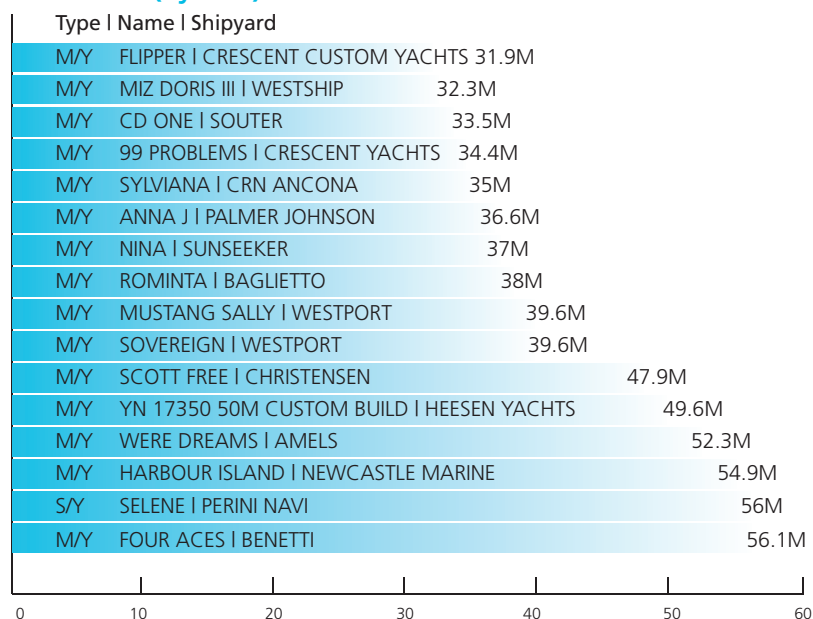 Type | Name | Shipyard
M/Y FLIPPER | CRESCENT CUSTOM YACHTS 31.9M
M/Y MIZ DORIS III | WESTSHIP 32.3M
M/Y CD ONE | SOUTER 33.5M
M/Y 99 PROBLEMS | CRESCENT YACHTS 34.4M
M/Y SYLVIANA | CRN ANCONA 35M
M/Y ANNA J | PALMER JOHNSON 36.6M
M/Y NINA | SUNSEEKER 37M
M/Y ROMINTA | BAGLIETTO 38M
M/Y MUSTANG SALLY | WESTPORT 39.6M
M/Y SOVEREIGN | WESTPORT 39.6M
M/Y SCOTT FREE | CHRISTENSEN 47.9M
M/Y YN 17350 50M CUSTOM BUILD | HEESEN YACHTS 49.6M
M/Y WERE DREAMS | AMELS 52.3M
M/Y HARBOUR ISLAND | NEWCASTLE MARINE 54.9M
S/Y SELENE | PERINI NAVI 56M
M/Y FOUR ACES | BENETTI 56.1M
0 10 20 30 40 50 60